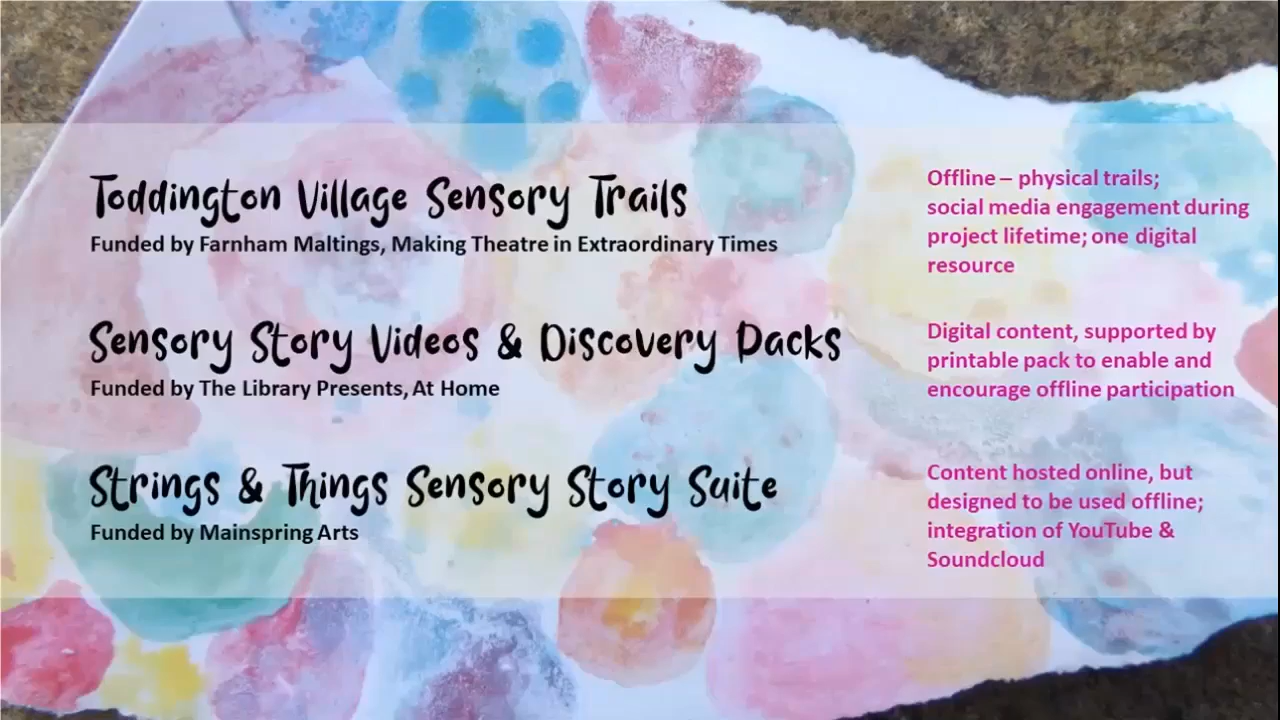 Toddington Village Sensory Trails
Funded by Farnham Maltings, Making Theatre in Extraordinary Times
Offline – physical trails;
social media engagement during
project lifetime; one digital
resource
Sensory Story Videos & Discovery Packs
Funded by The Library Presents, At Home
Digital content, supported by
printable pack to enable and
encourage offline participation
Strings & Things Sensory Story Suite
Funded by Mainspring Arts
Content hosted online, but
designed to be used offline;
integration of YouTube &
Soundcloud